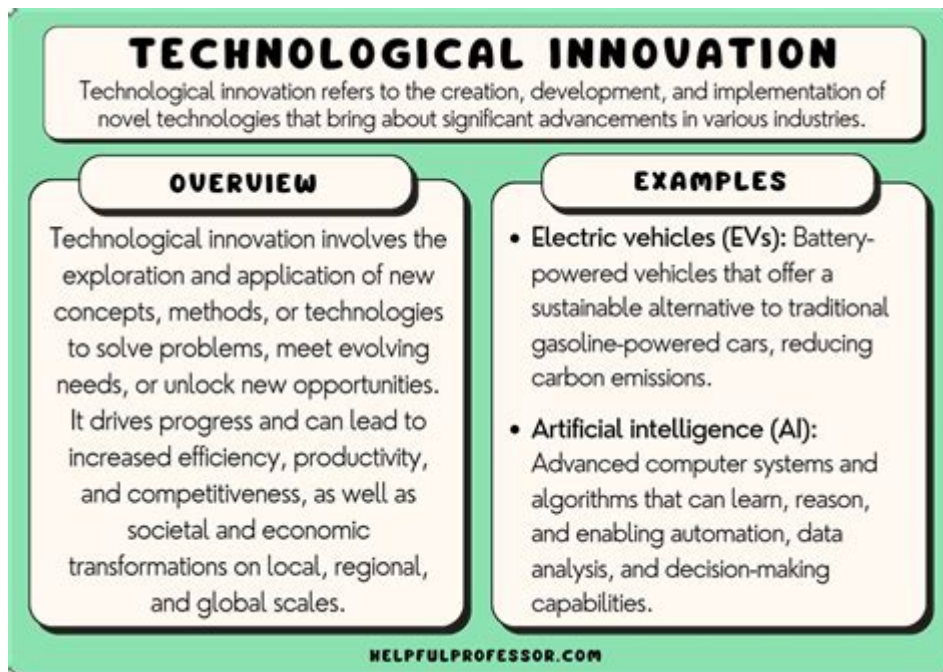 TECHNOLOGICAL INNOVATION
Technological innovation refers to the creation, development, and implementation of
novel technologies that bring about significant advancements in various industries.
OVERVIEW
Technological innovation involves the
exploration and application of new
concepts, methods, or technologies
to solve problems, meet evolving
needs, or unlock new opportunities.
It drives progress and can lead to
increased efficiency, productivity,
and competitiveness, as well as
societal and economic
transformations on local, regional,
and global scales.
EXAMPLES
• Electric vehicles (EVs): Battery-
powered vehicles that offer a
sustainable alternative to traditional
gasoline-powered cars, reducing
carbon emissions.
• Artificial intelligence (AI):
Advanced computer systems and
algorithms that can learn, reason,
and enabling automation, data
analysis, and decision-making
capabilities.
HELPFULPROFESSOR.COM